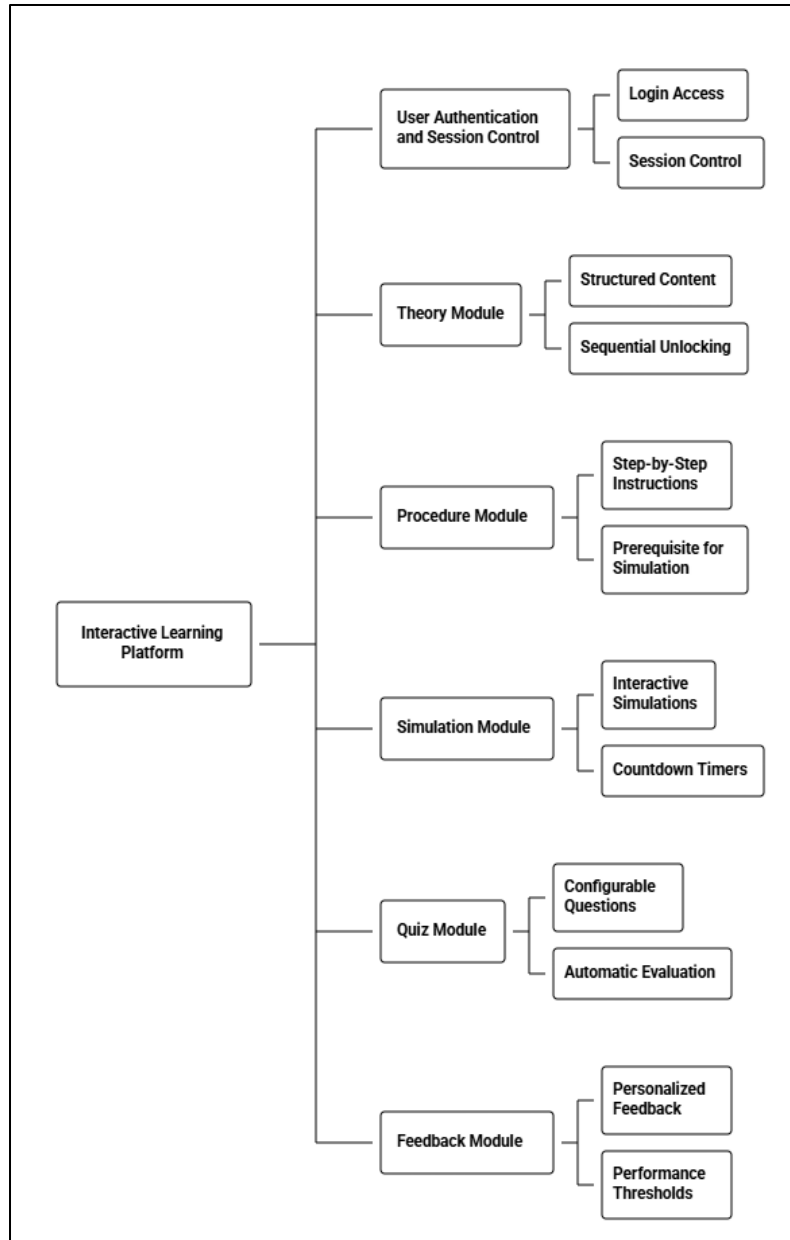 Login Access
User Authentication
and Session Control
Session Control
Structured Content
Theory Module
Sequential Unlocking
Step-by-Step
Instructions
Procedure Module
Prerequisite for
Simulation
Interactive Learning
Platform
Interactive
Simulations
Simulation Module
Countdown Timers
Configurable
Questions
Quiz Module
Automatic Evaluation
Personalized
Feedback
Feedback Module
Performance
Thresholds